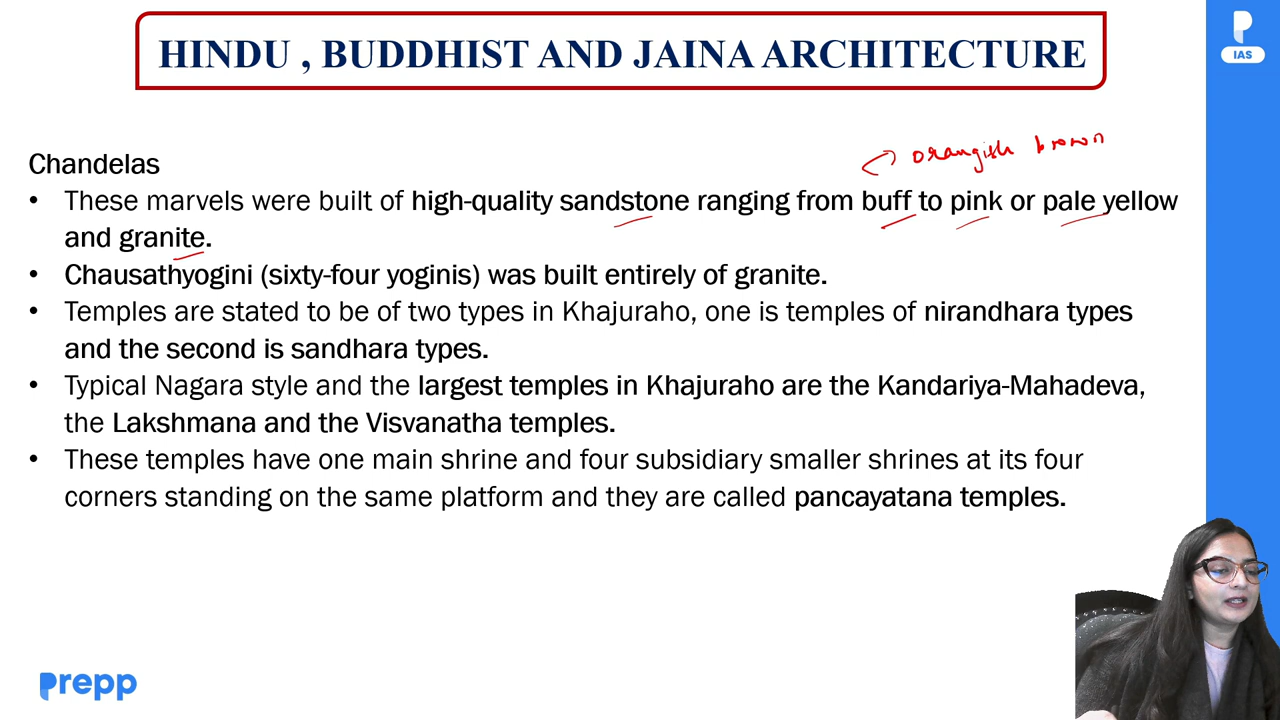 HINDU , BUDDHIST AND JAINA ARCHITECTURE
P
IAS
orangish brown
Chandelas
• These marvels were built of high-quality sandstone ranging from buff to pink or pale yellow
and granite.
• Chausathyogini (sixty-four yoginis) was built entirely of granite.
• Temples are stated to be of two types in Khajuraho, one is temples of nirandhara types
and the second is sandhara types.
• Typical Nagara style and the largest temples in Khajuraho are the Kandariya-Mahadeva,
the Lakshmana and the Visvanatha temples.
• These temples have one main shrine and four subsidiary smaller shrines at its four
corners standing on the same platform and they are called pancayatana temples.
prepp